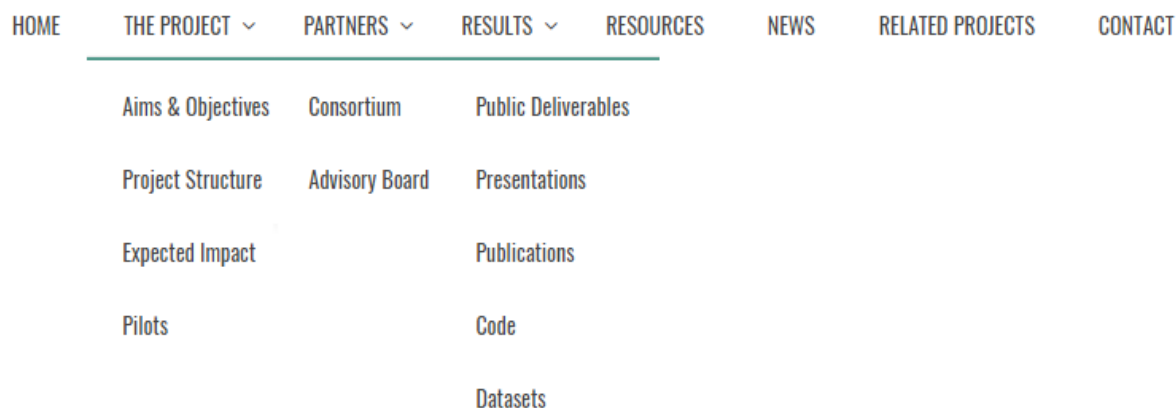 HOME THE PROJECT PARTNERS RESULTS RESOURCES NEWS RELATED PROJECTS CONTACT
Aims & Objectives Consortium Public Deliverables
Project Structure Advisory Board Presentations
Expected Impact Publications
Pilots Code
Datasets